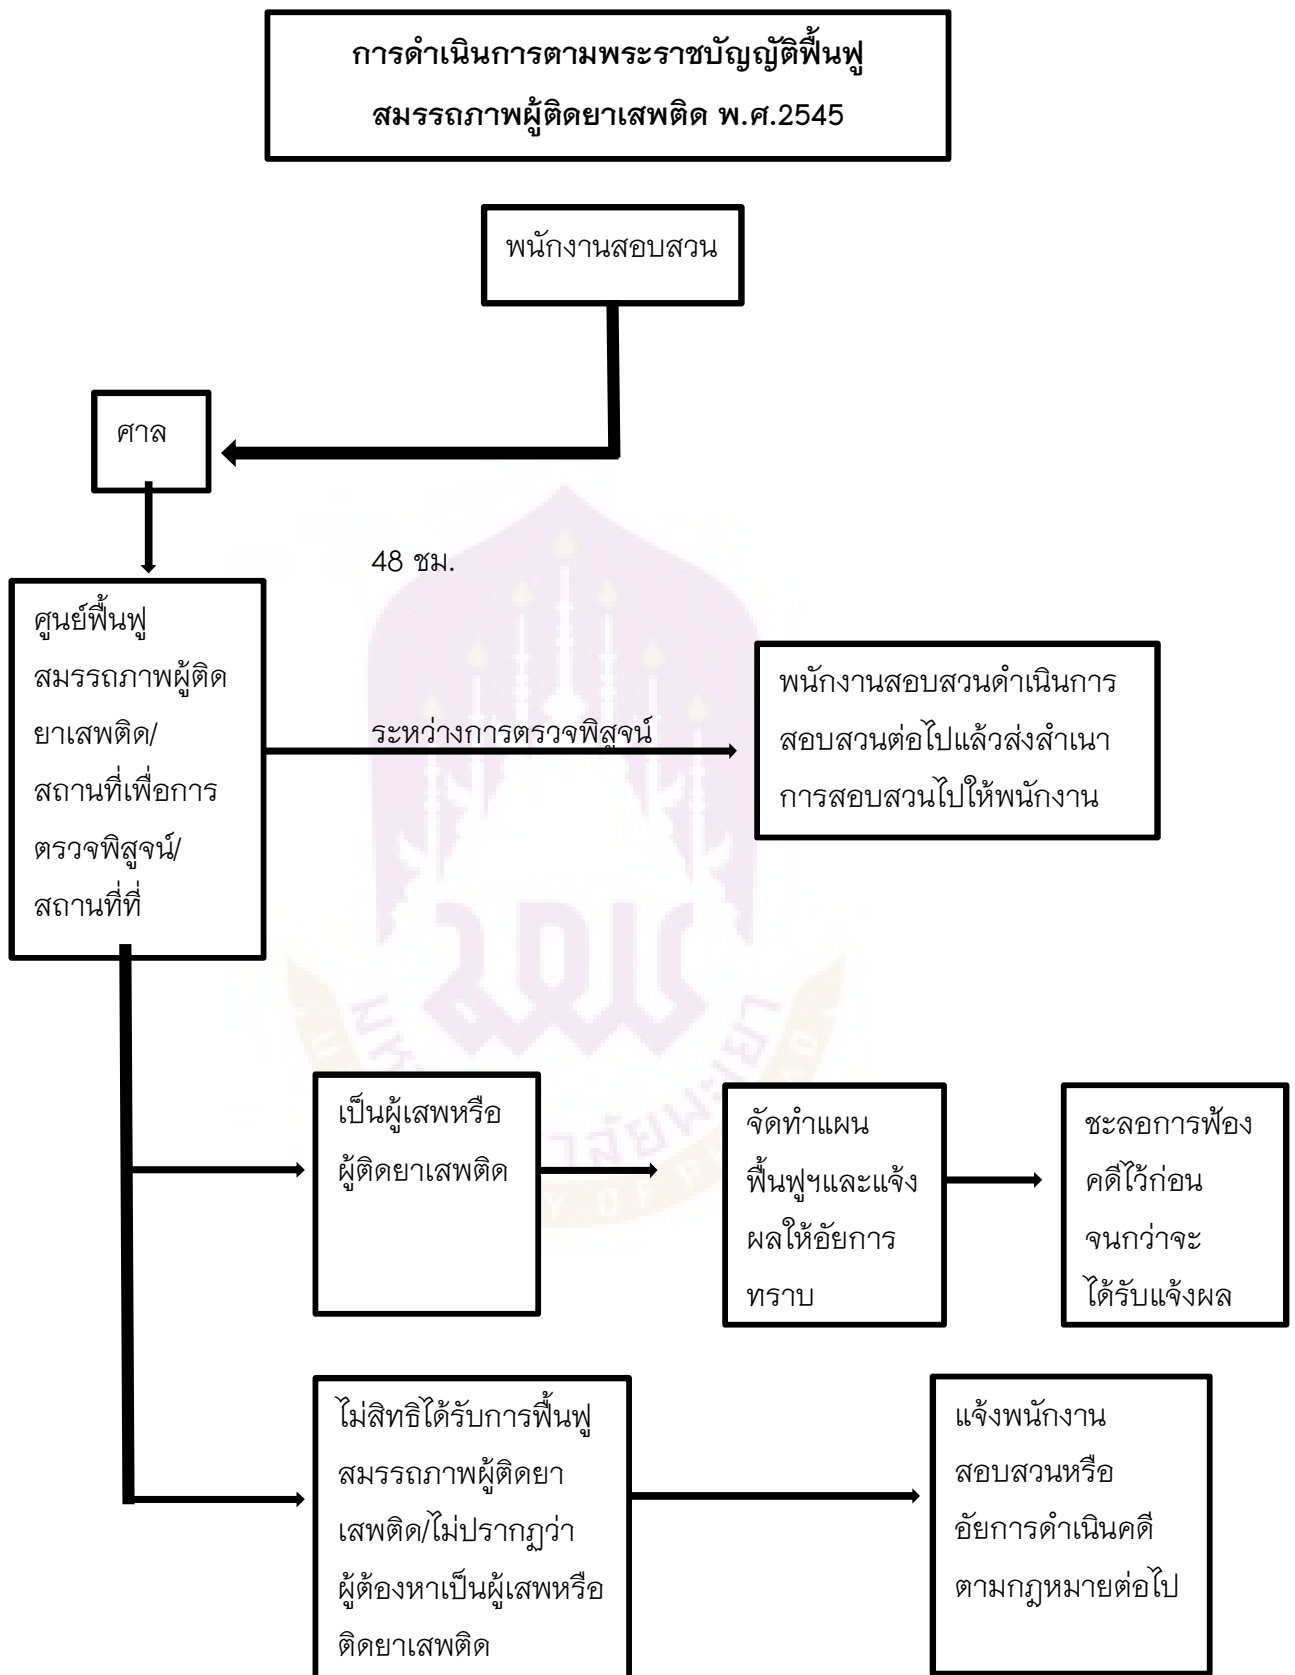 การดำเนินการตามพระราชบัญญัติฟื้นฟู
สมรรถภาพผู้ติดยาเสพติด พ.ศ.2545
พนักงานสอบสวน
ศาล
48 ชม.
ศูนย์ฟื้นฟู
สมรรถภาพผู้ติด
ยาเสพติด/
สถานที่เพื่อการ
ตรวจพิสูจน์/
สถานที่ที่
ระหว่างการตรวจพิสูจน์
พนักงานสอบสวนดำเนินการ
สอบสวนต่อไปแล้วส่งสำเนา
การสอบสวนไปให้พนักงาน
เป็นผู้เสพหรือ
ผู้ติดยาเสพติด
จัดทำแผน
ฟื้นฟูฯและแจ้ง
ผลให้อัยการ
ทราบ
ชะลอการฟ้อง
คดีไว้ก่อน
จนกว่าจะ
ได้รับแจ้งผล
ไม่สิทธิได้รับการฟื้นฟู
สมรรถภาพผู้ติดยา
เสพติด/ไม่ปรากฏว่า
ผู้ต้องหาเป็นผู้เสพหรือ
ติดยาเสพติด
แจ้งพนักงาน
สอบสวนหรือ
อัยการดำเนินคดี
ตามกฎหมายต่อไป